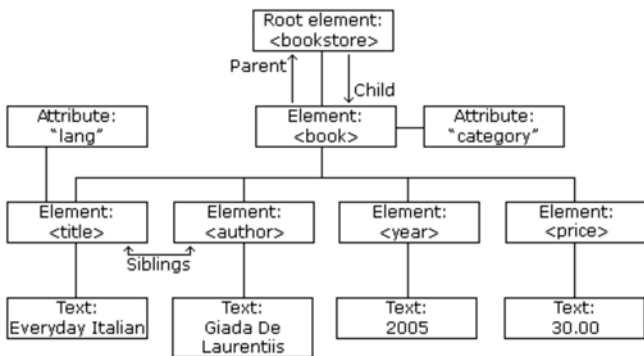 Root element:
<bookstore>
Parent
Child
Attribute:
"lang"
Element:
<book>
Attribute:
"category"
Element:
<title>
Element:
<author>
Element:
<year>
Element:
<price>
Siblings
Text:
Everyday Italian
Text:
Giada De
Laurentiis
Text:
2005
Text:
30.00